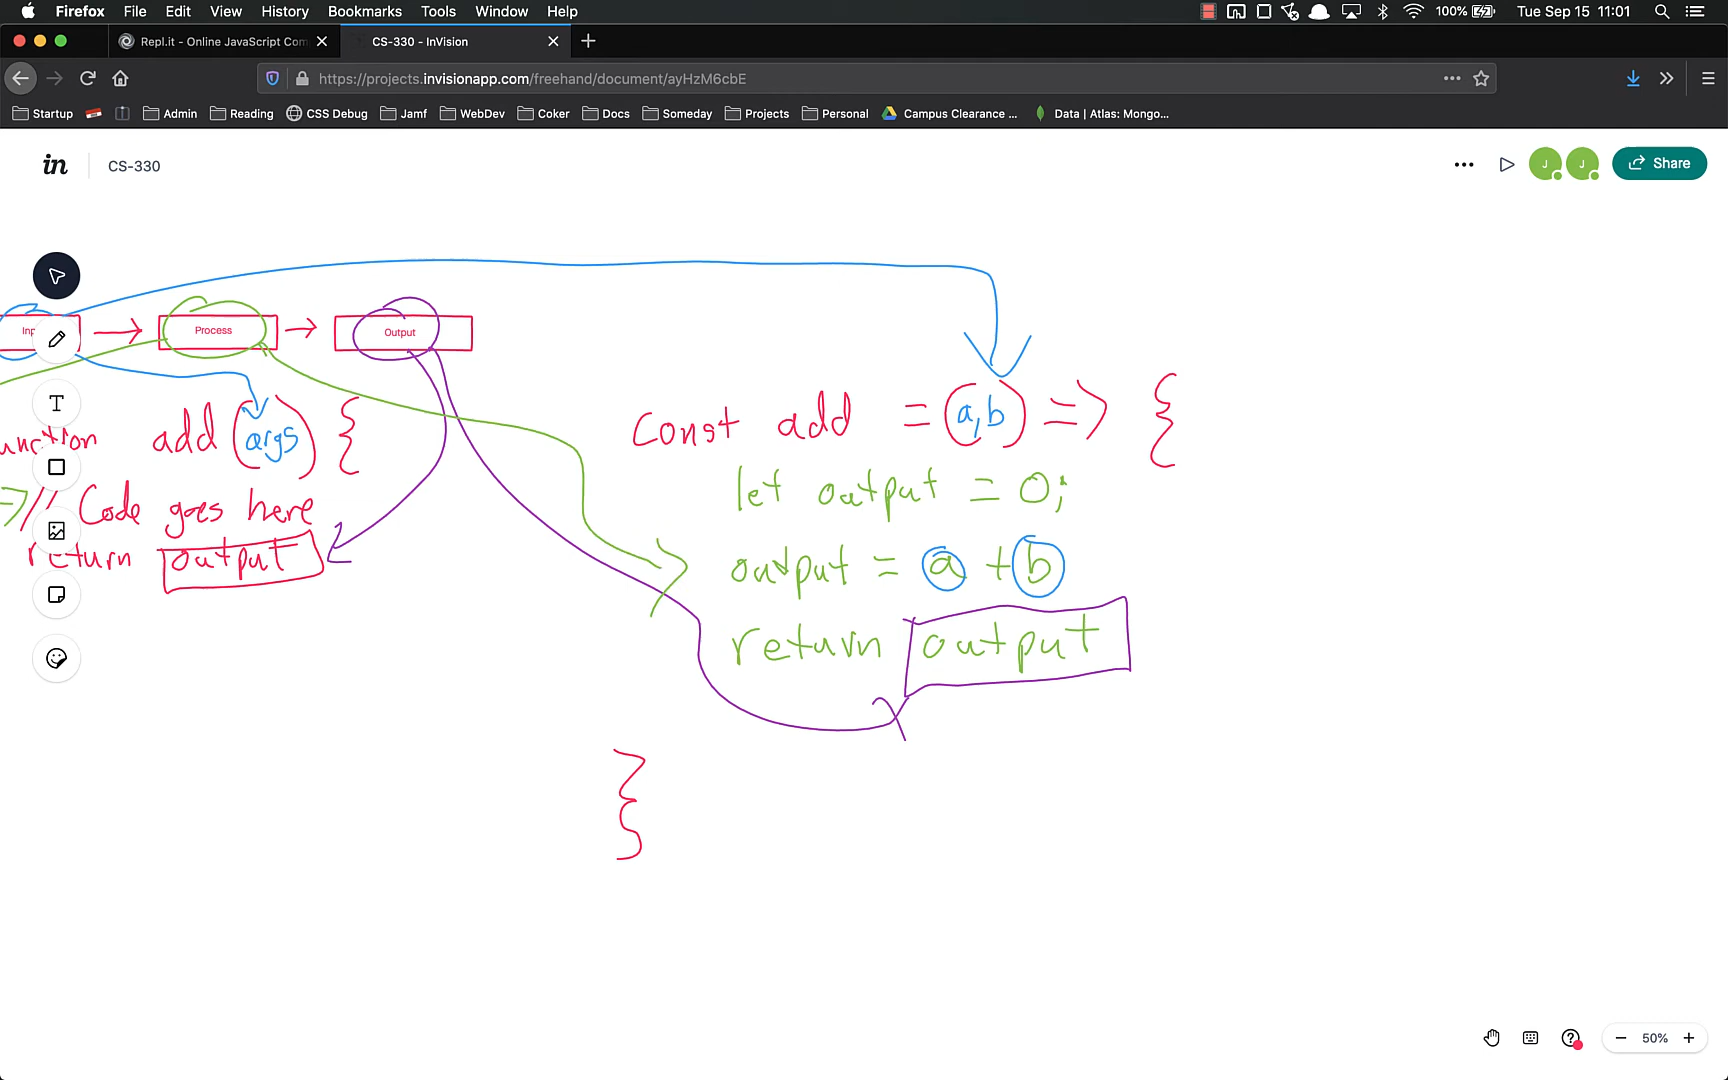 Firefox File Edit View History Bookmarks Tools Window Help 100% Tue Sep 15 11:01
Repl.it - Online JavaScript Com CS-330 - InVision
https://projects.invisionapp.com/freehand/document/ayHzM6cbE
Startup Admin Reading CSS Debug Jamf WebDev Coker Docs Someday Projects Personal Campus Clearance ... Data | Atlas: Mongo...
in CS-330 J J Share
Inp Process Output
unction add (args) {
=> // Code goes here
return output
T
Const add = (a,b) => {
let output = 0;
output = a + b
return output
}
50%